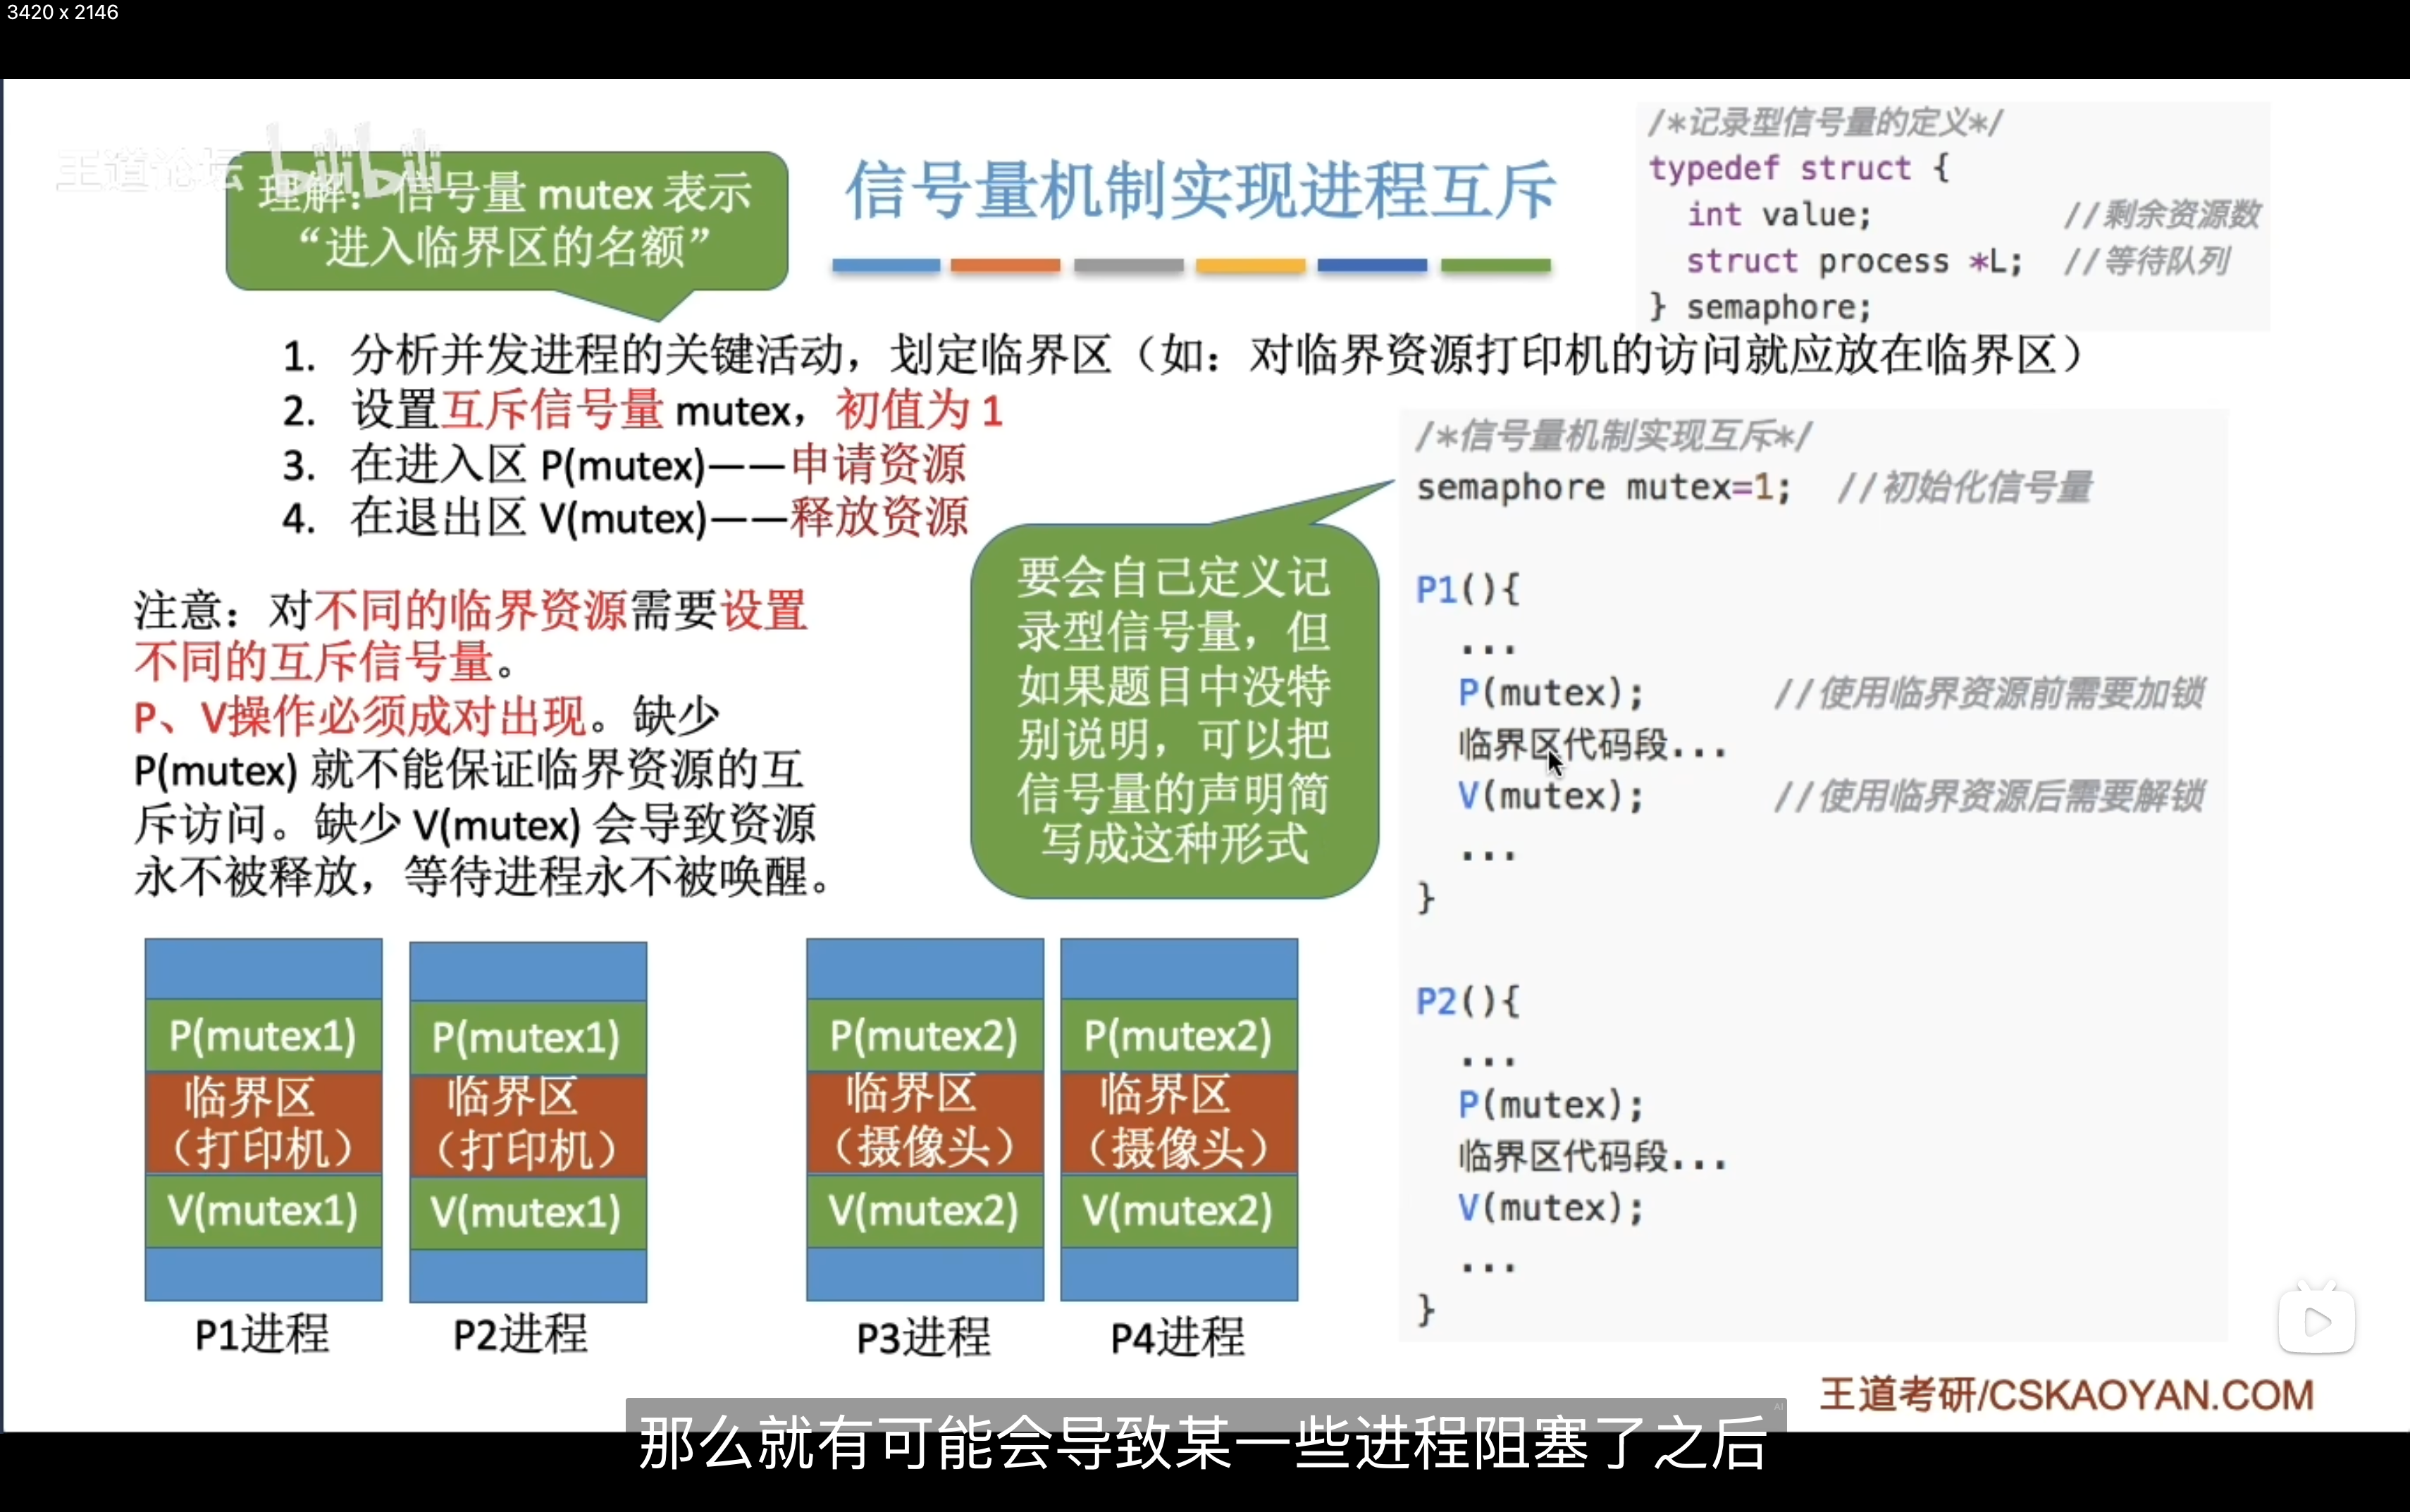 3420 x 2146
王道论坛 bilibili
理解：信号量 mutex 表示
“进入临界区的名额”
信号量机制实现进程互斥
/*记录型信号量的定义*/
typedef struct {
int value; //剩余资源数
struct process *L; //等待队列
} semaphore;
1. 分析并发进程的关键活动，划定临界区（如：对临界资源打印机的访问就应放在临界区）
2. 设置互斥信号量 mutex，初值为 1
3. 在进入区 P(mutex)——申请资源
4. 在退出区 V(mutex)——释放资源
注意：对不同的临界资源需要设置
不同的互斥信号量。
P、V操作必须成对出现。缺少
P(mutex) 就不能保证临界资源的互
斥访问。缺少 V(mutex) 会导致资源
永不被释放，等待进程永不被唤醒。
要会自己定义记
录型信号量，但
如果题目中没特
别说明，可以把
信号量的声明简
写成这种形式
/*信号量机制实现互斥*/
semaphore mutex=1; //初始化信号量
P1(){
...
P(mutex); //使用临界资源前需要加锁
临界区代码段...
V(mutex); //使用临界资源后需要解锁
...
}
P2(){
...
P(mutex);
临界区代码段...
V(mutex);
...
}
P(mutex1)
临界区
（打印机）
V(mutex1)
P1进程
P(mutex1)
临界区
（打印机）
V(mutex1)
P2进程
P(mutex2)
临界区
（摄像头）
V(mutex2)
P3进程
P(mutex2)
临界区
（摄像头）
V(mutex2)
P4进程
王道考研/CSKAOYAN.COM
AI
那么就有可能会导致某一些进程阻塞了之后